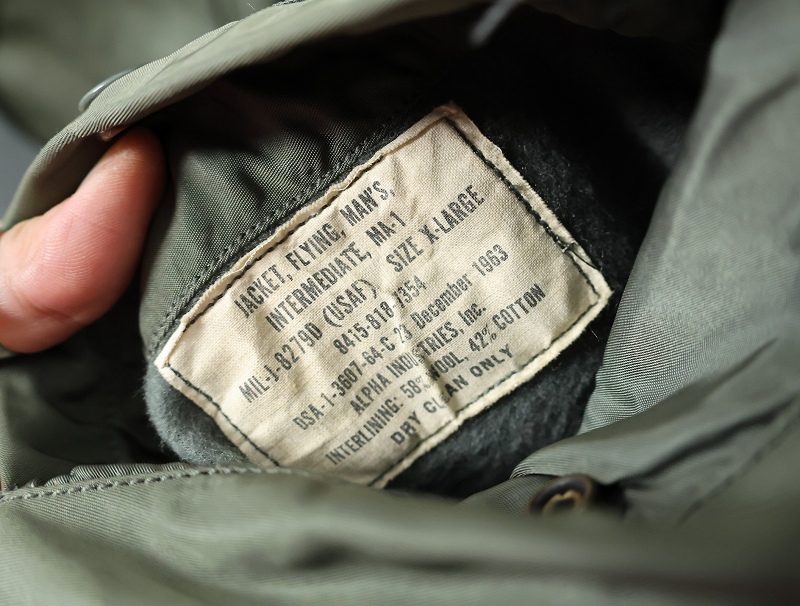 JACKET, FLYING, MAN'S,
INTERMEDIATE, MA-1
MIL-J-8279D (USAF) SIZE X-LARGE
8415-818-7354
DSA-1-3607-64-C 23 December 1963
ALPHA INDUSTRIES, Inc.
INTERLINING: 58% WOOL, 42% COTTON
DRY CLEAN ONLY